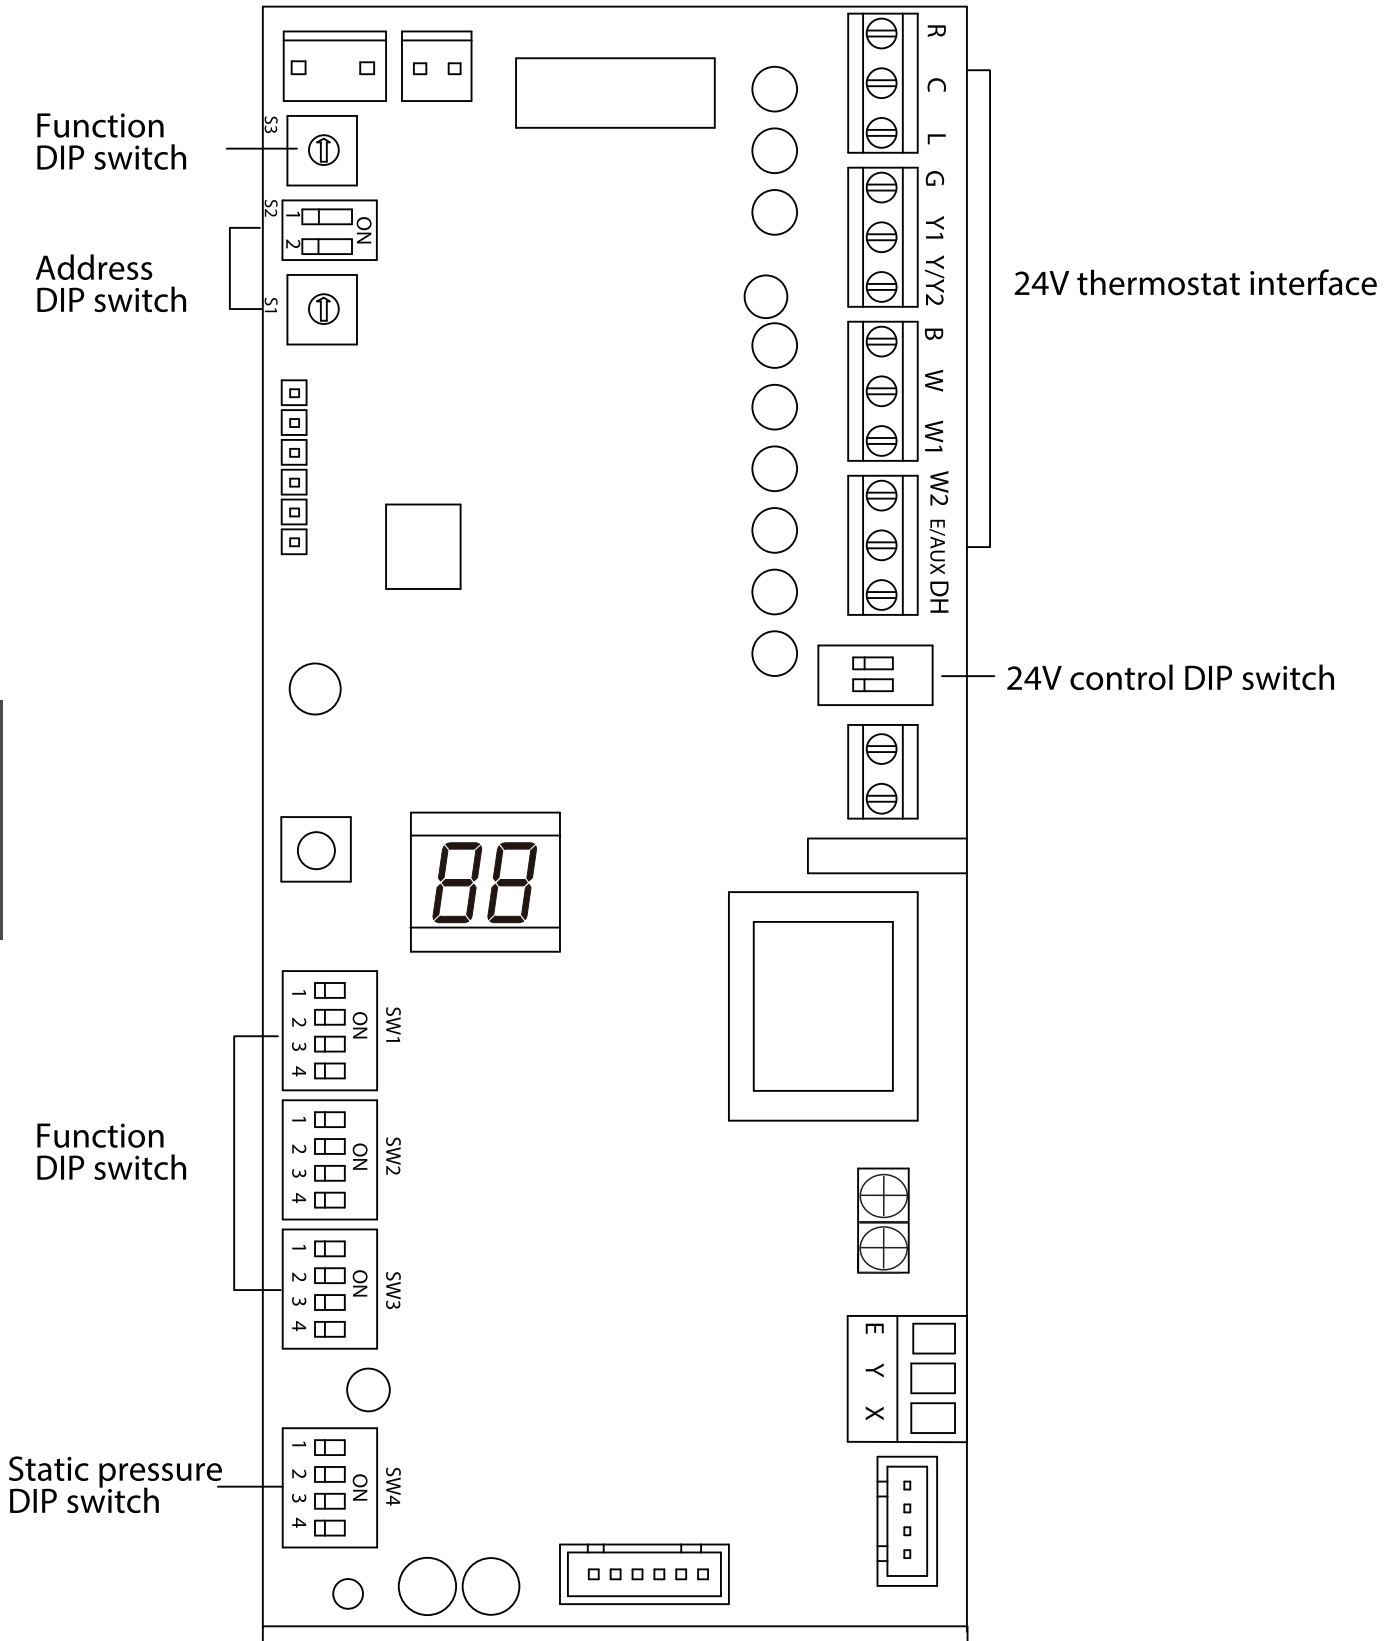 R
C
L
G
Y1
Y/Y2
B
W
W1
W2
E/AUX
DH
Function
DIP switch
S3
S2
1
2
ON
Address
DIP switch
S1
24V thermostat interface
24V control DIP switch
88
1
2
3
4
ON
SW1
Function
DIP switch
1
2
3
4
ON
SW2
1
2
3
4
ON
SW3
E
Y
X
Static pressure
DIP switch
1
2
3
4
ON
SW4